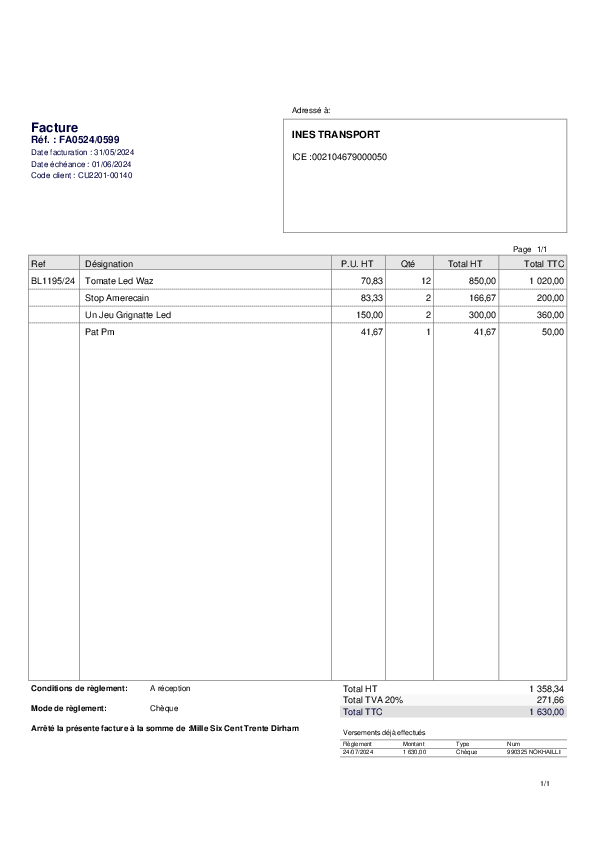 Adressé à:
Facture
Réf. : FA0524/0599
Date facturation : 31/05/2024
Date échéance : 01/06/2024
Code client : CU2201-00140
INES TRANSPORT
ICE :002104679000050
Page 1/1
Ref Désignation P.U. HT Qté Total HT Total TTC
BL1195/24 Tomate Led Waz 70,83 12 850,00 1 020,00
Stop Amerecain 83,33 2 166,67 200,00
Un Jeu Grignatte Led 150,00 2 300,00 360,00
Pat Pm 41,67 1 41,67 50,00
Conditions de règlement: A réception
Mode de règlement: Chèque
Arrêté la présente facture à la somme de :Mille Six Cent Trente Dirham
Total HT 1 358,34
Total TVA 20% 271,66
Total TTC 1 630,00
Versements déjà effectués
Règlement Montant Type Num
24/07/2024 1 630,00 Chèque 990325 NOKHAILLI
1/1